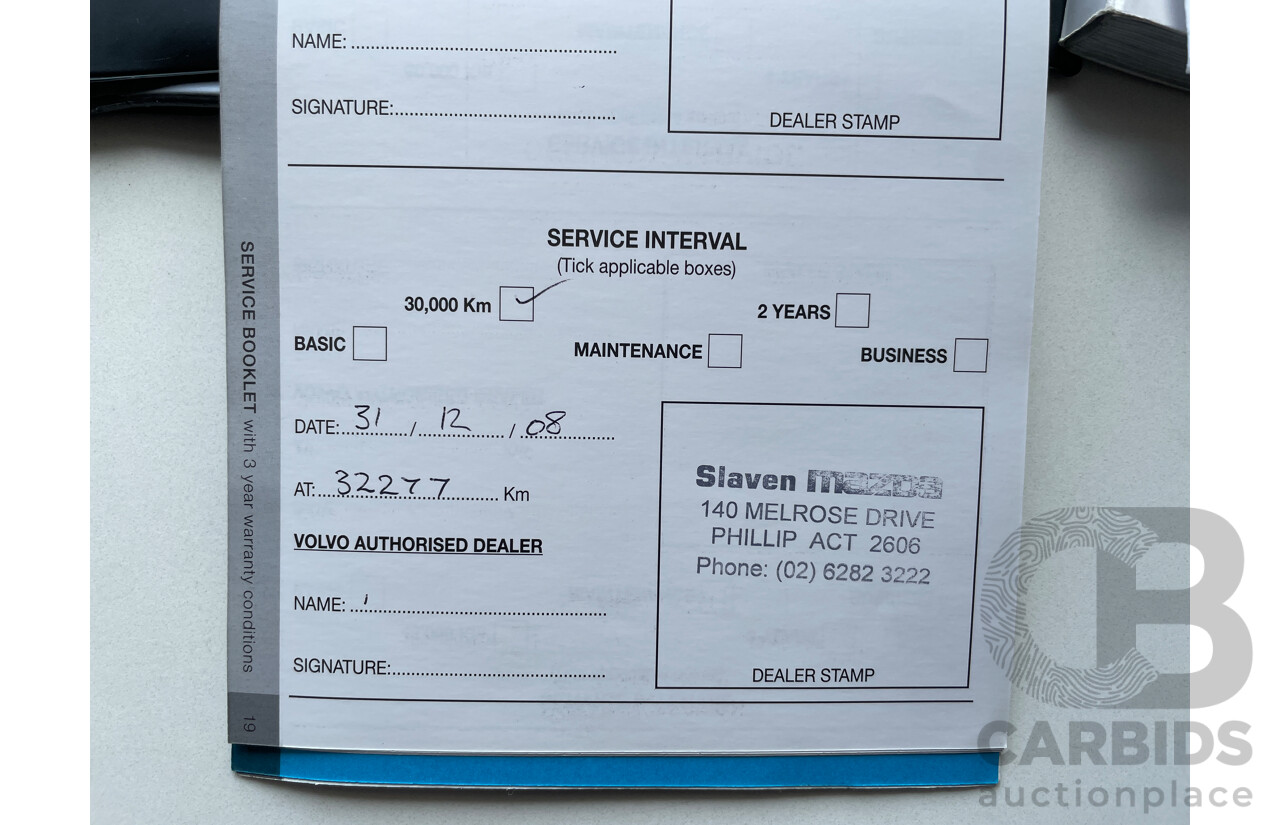 NAME:
SIGNATURE:
DEALER STAMP
SERVICE INTERVAL
(Tick applicable boxes)
30,000 Km
2 YEARS
BASIC
MAINTENANCE
BUSINESS
DATE: 31 / 12 / 08
AT: 32277 Km
VOLVO AUTHORISED DEALER
NAME:
SIGNATURE:
Slaven mazda
140 MELROSE DRIVE
PHILLIP ACT 2606
Phone: (02) 6282 3222
DEALER STAMP
SERVICE BOOKLET with 3 year warranty conditions
19
CB
CARBIDS
auctionplace